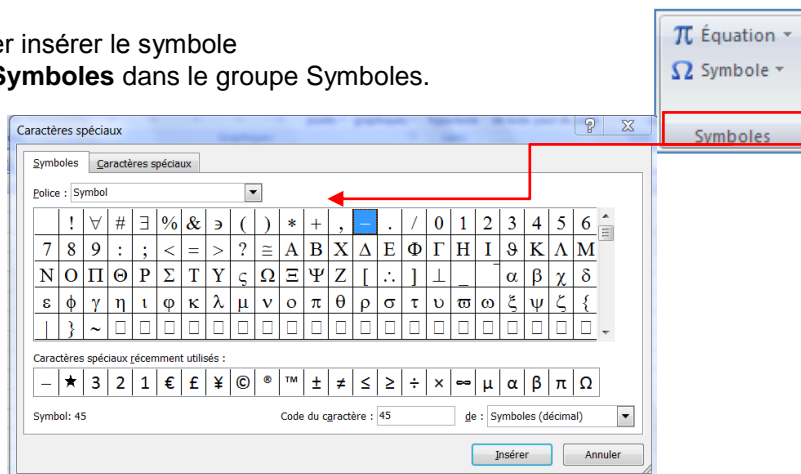 er insérer le symbole
Symboles dans le groupe Symboles.
π Équation
Ω Symbole
Symboles
Caractères spéciaux
Symboles Caractères spéciaux
Police : Symbol
! ∀ # ∃ % & ϶ ( ) ∗ + , − . / 0 1 2 3 4 5 6
7 8 9 : ; < = > ? ≅ Α Β Χ Δ Ε Φ Γ Η Ι ϑ Κ Λ Μ
Ν Ο Π Θ Ρ Σ Τ Υ ς Ω Ξ Ψ Ζ [ ∴ ] ⊥ _ ‾ α β χ δ
ε ϕ γ η ι φ κ λ μ ν ο π θ ρ σ τ υ ϖ ω ξ ψ ζ {
| } ~ □ □ □ □ □ □ □ □ □ □ □ □ □ □ □ □ □ □ □ □
Caractères spéciaux récemment utilisés :
− ★ 3 2 1 € £ ¥ © ® ™ ± ≠ ≤ ≥ ÷ × ∞ µ α β π Ω
Symbol: 45 Code du caractère : 45 de : Symboles (décimal)
Insérer Annuler